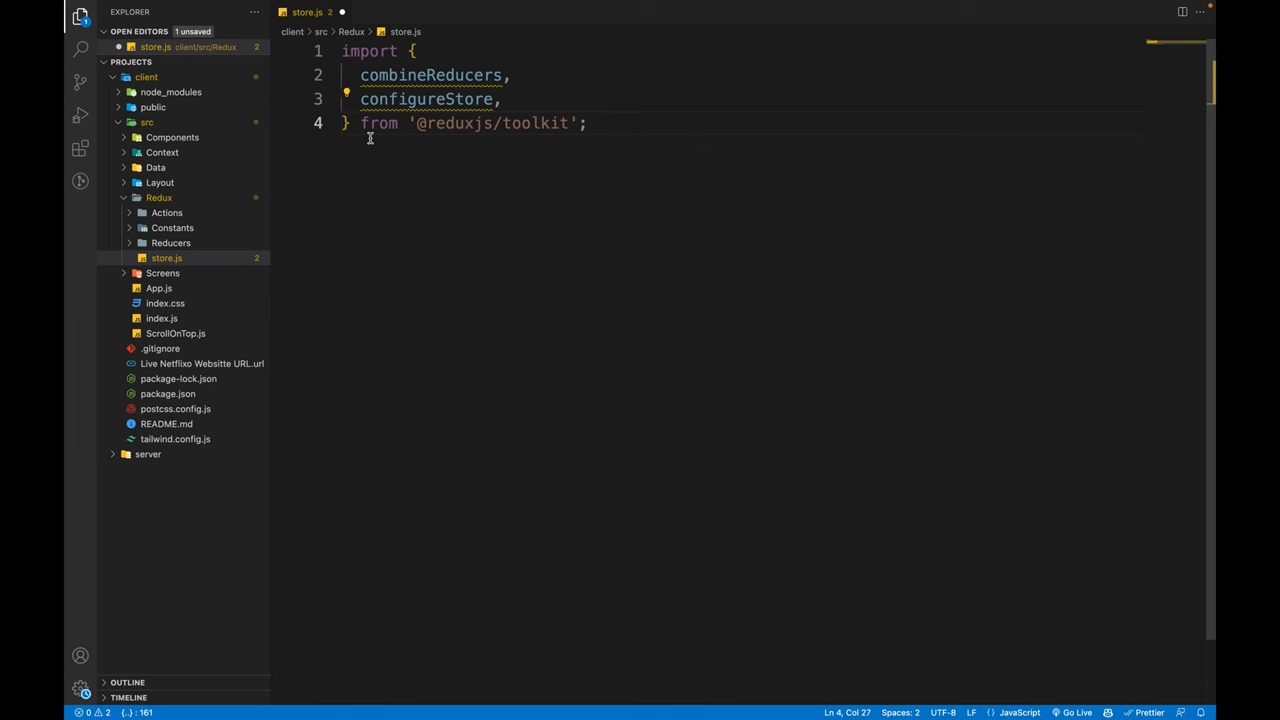 EXPLORER
OPEN EDITORS 1 unsaved
store.js client/src/Redux 2
PROJECTS
client
node_modules
public
src
Components
Context
Data
Layout
Redux
Actions
Constants
Reducers
store.js 2
Screens
App.js
index.css
index.js
ScrollOnTop.js
.gitignore
Live Netflixo Websitte URL.url
package-lock.json
package.json
postcss.config.js
README.md
tailwind.config.js
server
OUTLINE
TIMELINE
1
store.js 2
client > src > Redux > store.js
1 import {
2 combineReducers,
3 configureStore,
4 } from '@reduxjs/toolkit';
0 2 {..} : 161 Ln 4, Col 27 Spaces: 2 UTF-8 LF {} JavaScript Go Live Prettier